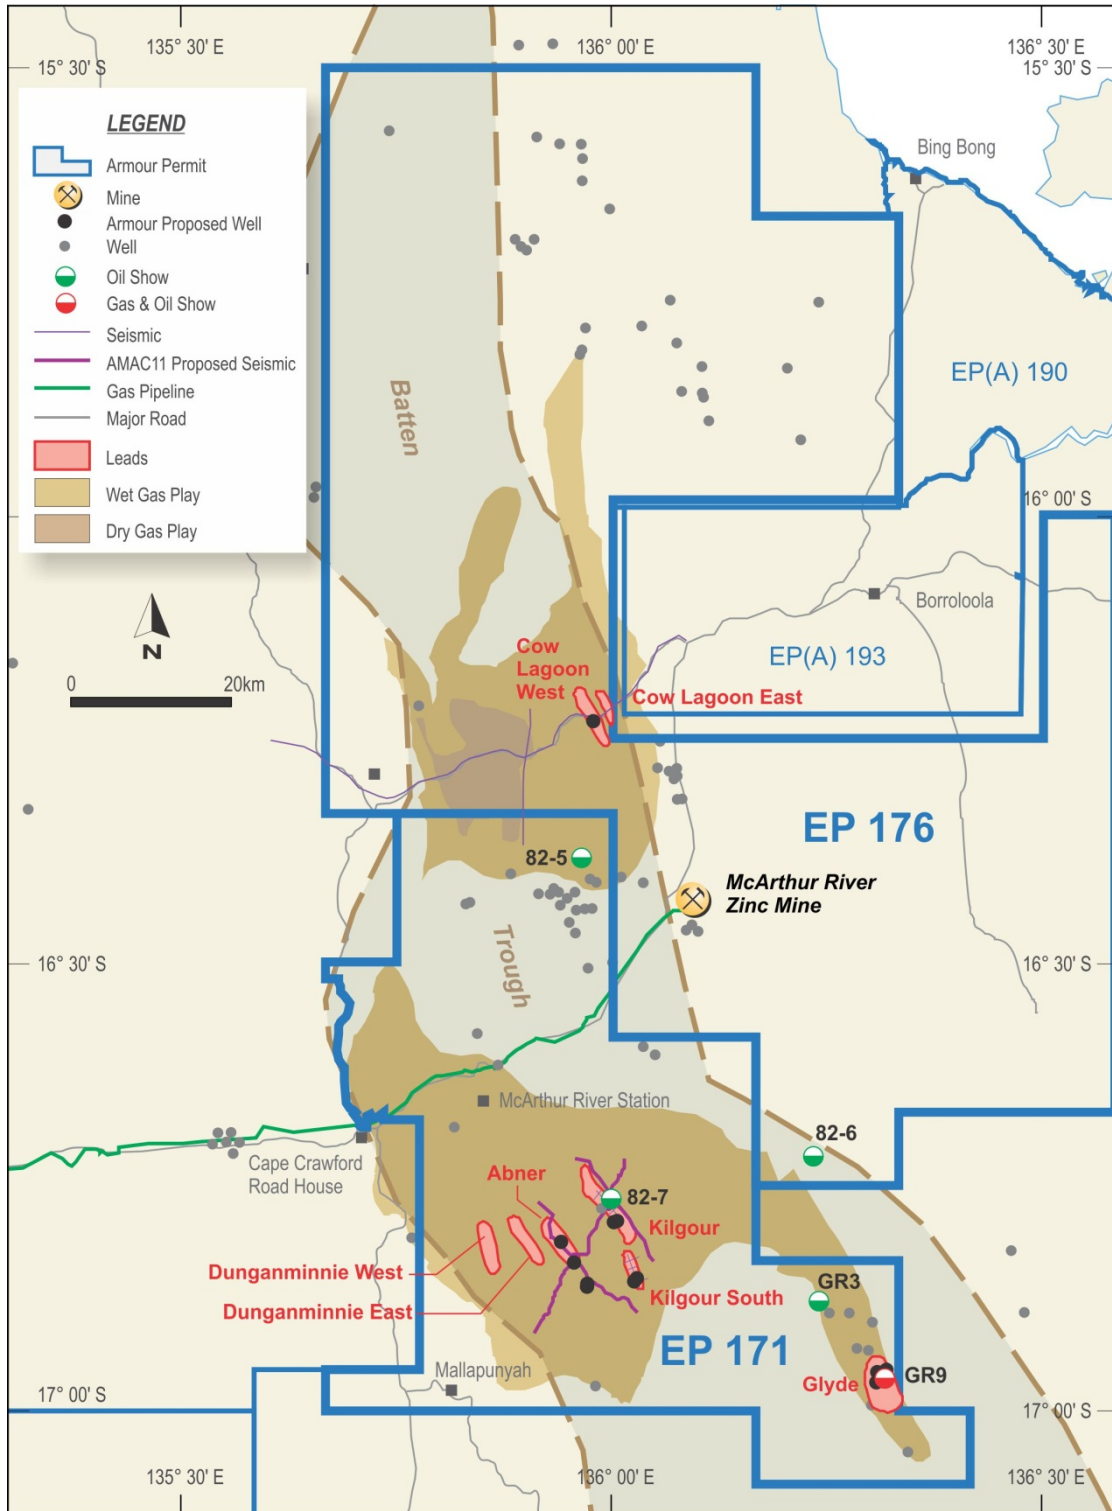 135° 30' E
136° 00' E
136° 30' E
15° 30' S
15° 30' S
LEGEND
Armour Permit
Mine
Armour Proposed Well
Well
Oil Show
Gas & Oil Show
Seismic
AMAC11 Proposed Seismic
Gas Pipeline
Major Road
Leads
Wet Gas Play
Dry Gas Play
Bing Bong
EP(A) 190
Batten
16° 00' S
Borroloola
N
0
20km
Cow
Lagoon
West
EP(A) 193
Cow Lagoon East
EP 176
82-5
McArthur River
Zinc Mine
Trough
16° 30' S
16° 30' S
McArthur River Station
82-6
Cape Crawford
Road House
Abner
82-7
Kilgour
Dunganminnie West
Dunganminnie East
Kilgour South
GR3
EP 171
Mallapunyah
Glyde
GR9
17° 00' S
17° 00' S
135° 30' E
136° 00' E
136° 30' E